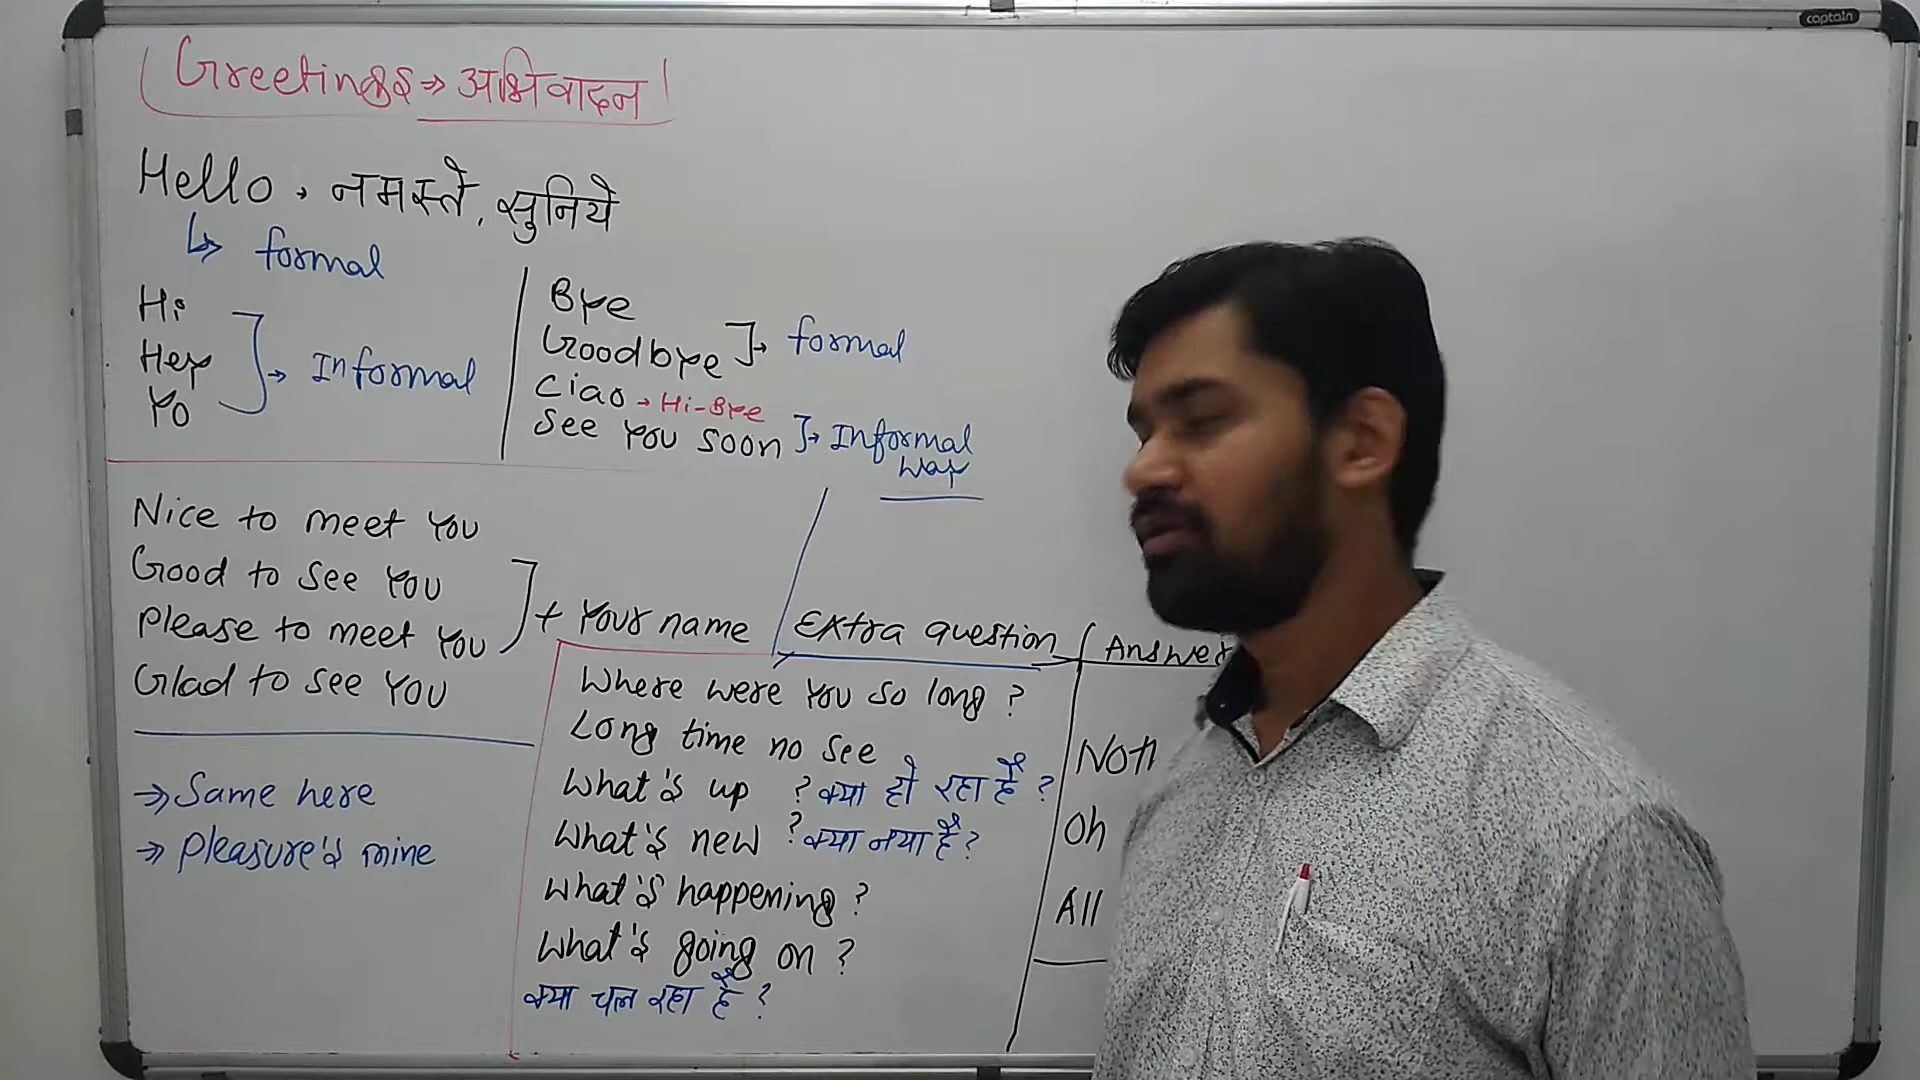 captain
Greetings → अभिवादन
Hello → नमस्ते, सुनिये
↳ formal
Hi
Hey
Yo
→ Informal
Bye
Goodbye
→ formal
Ciao → Hi-Bye
See You soon
→ Informal
way
Nice to meet You
Good to see You
Please to meet You
Glad to see You
+ Your name
→ Same here
→ Pleasure's mine
Extra question
Where were You so long ?
Long time no see
What's up ? क्या हो रहा है ?
What's new ? क्या नया है ?
What's happening ?
What's going on ?
क्या चल रहा है ?
Answer
Oh
All